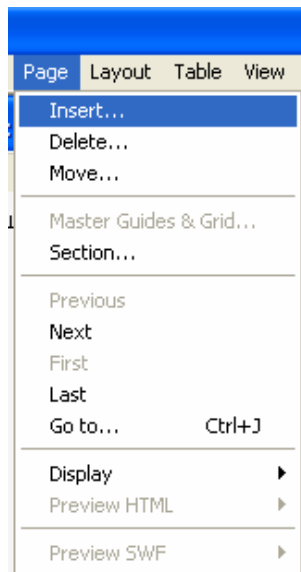 Page Layout Table View
Insert...
Delete...
Move...
Master Guides & Grid...
Section...
Previous
Next
First
Last
Go to... Ctrl+J
Display
Preview HTML
Preview SWF